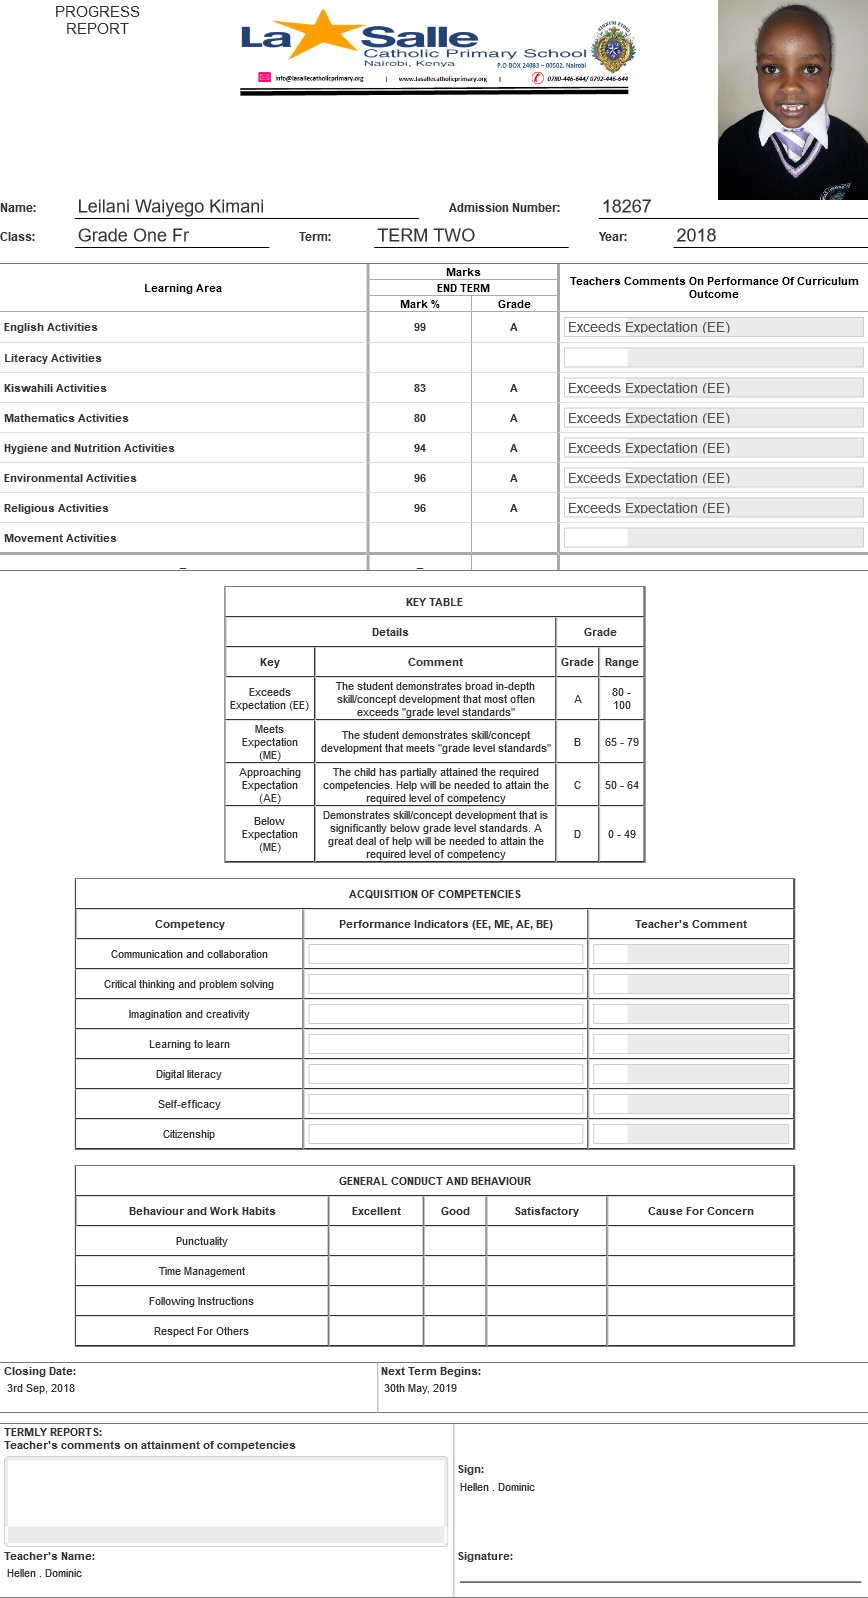 PROGRESS
REPORT
La Salle
Catholic Primary School
Nairobi, Kenya
P.O BOX 24083 – 00502, Nairobi
info@lasallecatholicprimary.org | www.lasallecatholicprimary.org | 0780-446-644/ 0792-446-644
Name: Leilani Waiyego Kimani Admission Number: 18267
Class: Grade One Fr Term: TERM TWO Year: 2018
Learning Area Marks Teachers Comments On Performance Of Curriculum Outcome
END TERM
Mark % Grade
English Activities 99 A Exceeds Expectation (EE)
Literacy Activities
Kiswahili Activities 83 A Exceeds Expectation (EE)
Mathematics Activities 80 A Exceeds Expectation (EE)
Hygiene and Nutrition Activities 94 A Exceeds Expectation (EE)
Environmental Activities 96 A Exceeds Expectation (EE)
Religious Activities 96 A Exceeds Expectation (EE)
Movement Activities
_ _
KEY TABLE
Details Grade
Key Comment Grade Range
Exceeds Expectation (EE) The student demonstrates broad in-depth skill/concept development that most often exceeds "grade level standards" A 80 - 100
Meets Expectation (ME) The student demonstrates skill/concept development that meets "grade level standards" B 65 - 79
Approaching Expectation (AE) The child has partially attained the required competencies. Help will be needed to attain the required level of competency C 50 - 64
Below Expectation (ME) Demonstrates skill/concept development that is significantly below grade level standards. A great deal of help will be needed to attain the required level of competency D 0 - 49
ACQUISITION OF COMPETENCIES
Competency Performance Indicators (EE, ME, AE, BE) Teacher's Comment
Communication and collaboration
Critical thinking and problem solving
Imagination and creativity
Learning to learn
Digital literacy
Self-efficacy
Citizenship
GENERAL CONDUCT AND BEHAVIOUR
Behaviour and Work Habits Excellent Good Satisfactory Cause For Concern
Punctuality
Time Management
Following Instructions
Respect For Others
Closing Date: Next Term Begins:
3rd Sep, 2018 30th May, 2019
TERMLY REPORTS:
Teacher's comments on attainment of competencies
Sign:
Hellen . Dominic
Teacher's Name: Signature:
Hellen . Dominic